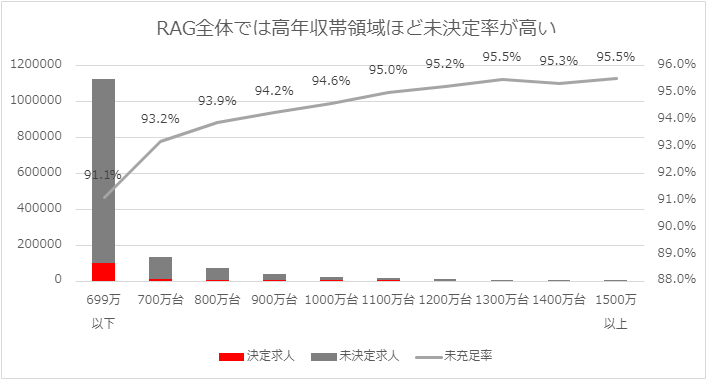 RAG全体では高年収帯領域ほど未決定率が高い
1200000
1000000
800000
600000
400000
200000
0
91.1%
93.2%
93.9%
94.2%
94.6%
95.0%
95.2%
95.5%
95.3%
95.5%
96.0%
95.0%
94.0%
93.0%
92.0%
91.0%
90.0%
89.0%
88.0%
699万以下
700万台
800万台
900万台
1000万台
1100万台
1200万台
1300万台
1400万台
1500万以上
決定求人
未決定求人
未充足率